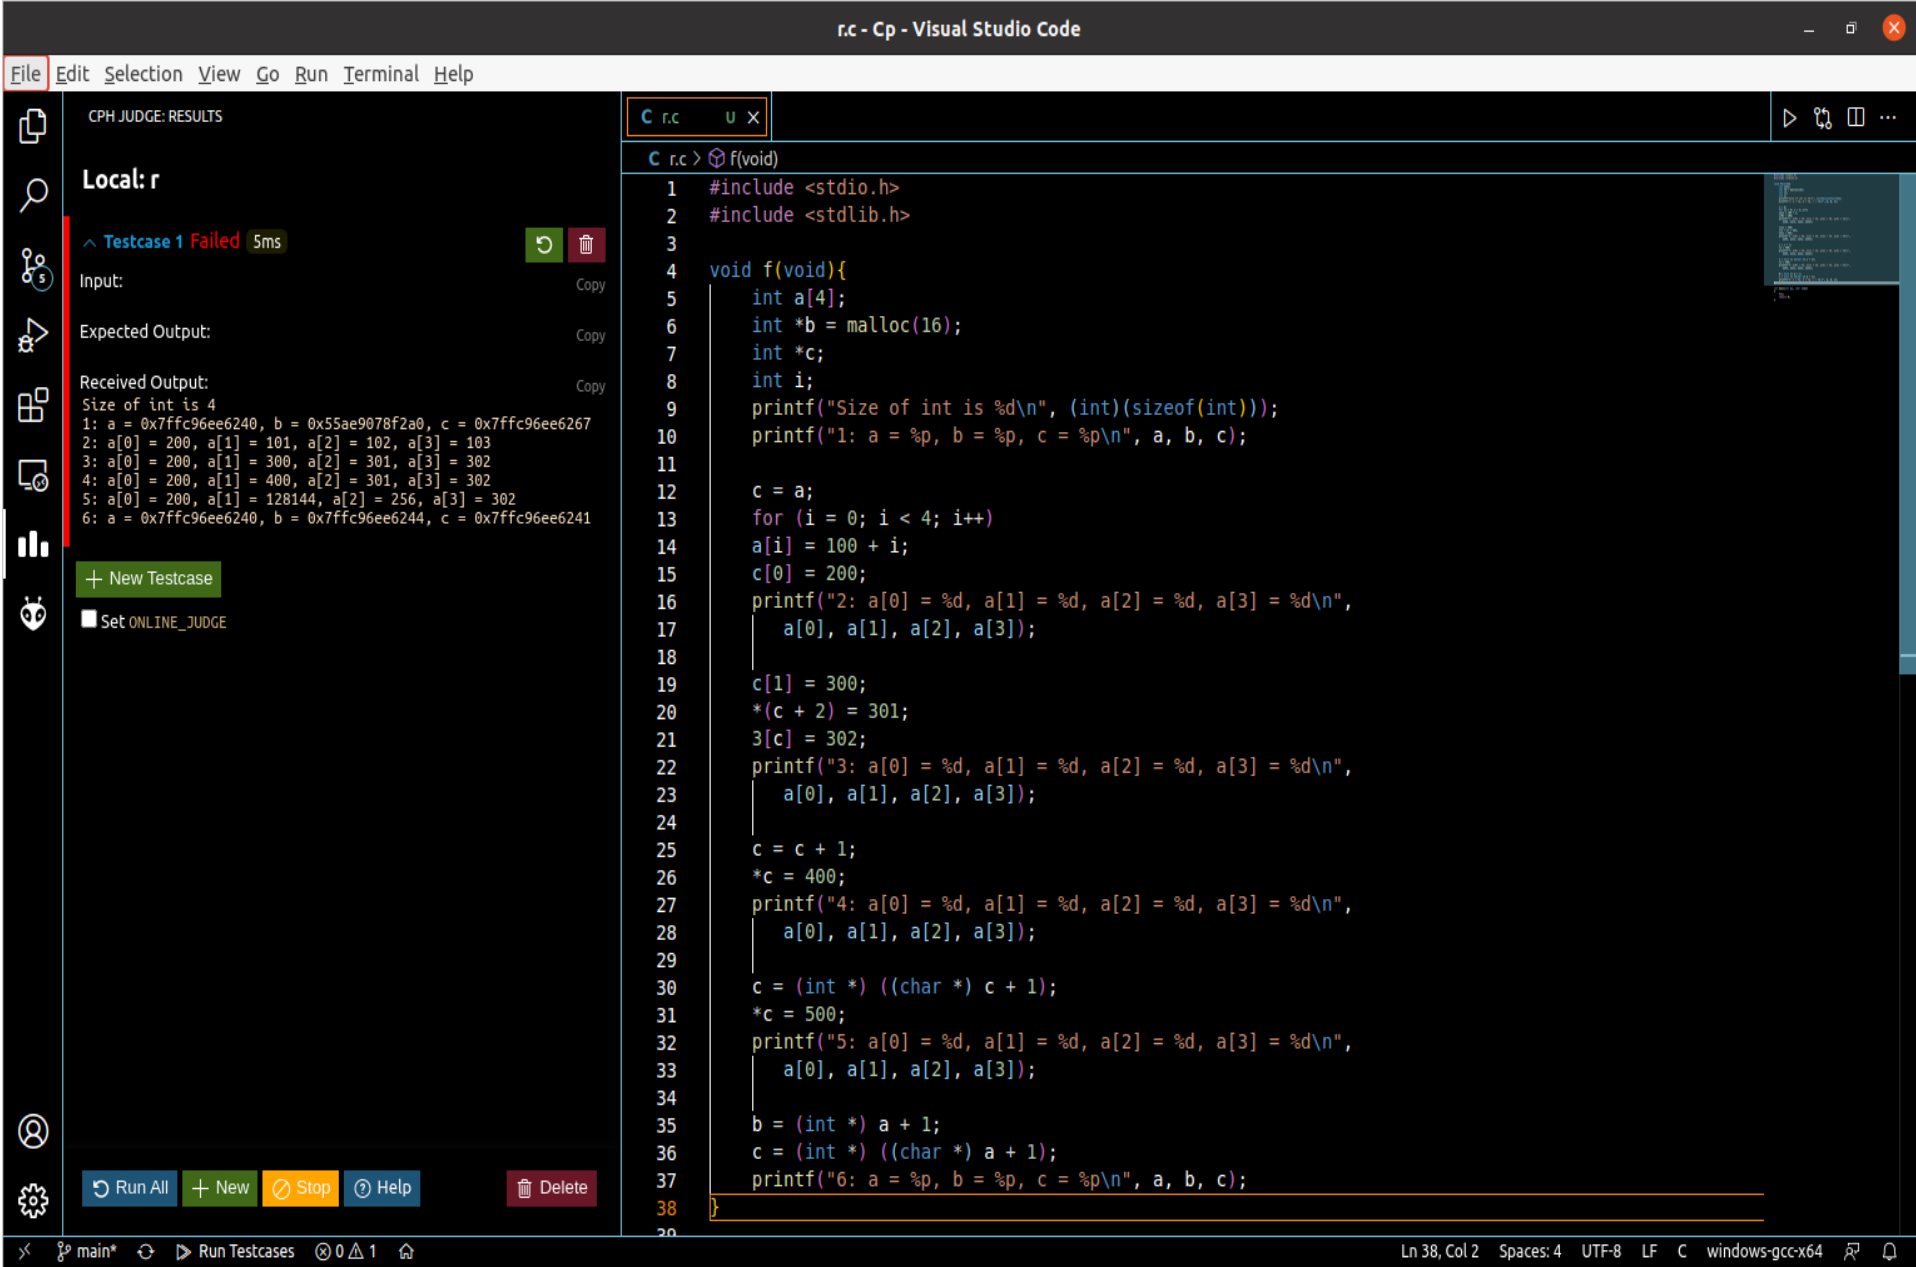 r.c - Cp - Visual Studio Code
File Edit Selection View Go Run Terminal Help
CPH JUDGE: RESULTS
Local: r
Testcase 1 Failed 5ms
Input:
Copy
Expected Output:
Copy
Received Output:
Copy
Size of int is 4
1: a = 0x7ffc96ee6240, b = 0x55ae9078f2a0, c = 0x7ffc96ee6267
2: a[0] = 200, a[1] = 101, a[2] = 102, a[3] = 103
3: a[0] = 200, a[1] = 300, a[2] = 301, a[3] = 302
4: a[0] = 200, a[1] = 400, a[2] = 301, a[3] = 302
5: a[0] = 200, a[1] = 128144, a[2] = 256, a[3] = 302
6: a = 0x7ffc96ee6240, b = 0x7ffc96ee6244, c = 0x7ffc96ee6241
New Testcase
Set ONLINE_JUDGE
5
Run All New Stop Help Delete
C r.c U
C r.c > f(void)
1 #include <stdio.h>
2 #include <stdlib.h>
3
4 void f(void){
5 int a[4];
6 int *b = malloc(16);
7 int *c;
8 int i;
9 printf("Size of int is %d\n", (int)(sizeof(int)));
10 printf("1: a = %p, b = %p, c = %p\n", a, b, c);
11
12 c = a;
13 for (i = 0; i < 4; i++)
14 a[i] = 100 + i;
15 c[0] = 200;
16 printf("2: a[0] = %d, a[1] = %d, a[2] = %d, a[3] = %d\n",
17 a[0], a[1], a[2], a[3]);
18
19 c[1] = 300;
20 *(c + 2) = 301;
21 3[c] = 302;
22 printf("3: a[0] = %d, a[1] = %d, a[2] = %d, a[3] = %d\n",
23 a[0], a[1], a[2], a[3]);
24
25 c = c + 1;
26 *c = 400;
27 printf("4: a[0] = %d, a[1] = %d, a[2] = %d, a[3] = %d\n",
28 a[0], a[1], a[2], a[3]);
29
30 c = (int *) ((char *) c + 1);
31 *c = 500;
32 printf("5: a[0] = %d, a[1] = %d, a[2] = %d, a[3] = %d\n",
33 a[0], a[1], a[2], a[3]);
34
35 b = (int *) a + 1;
36 c = (int *) ((char *) a + 1);
37 printf("6: a = %p, b = %p, c = %p\n", a, b, c);
38 }
39
main* Run Testcases 0 1
Ln 38, Col 2 Spaces: 4 UTF-8 LF C windows-gcc-x64